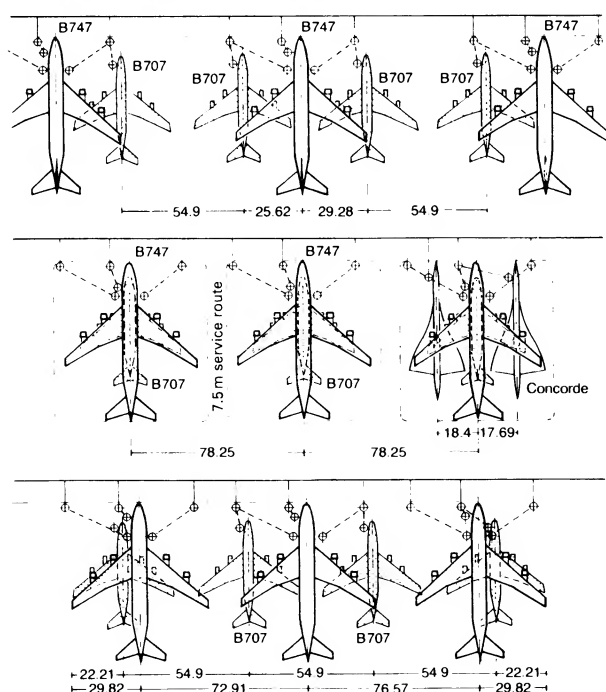 B747
B747
B747
B707
B707
B707
B707
54.9 25.62 29.28 54.9
B747
B747
7.5m service route
B707
B707
Concorde
18.4 17.69
78.25 78.25
B707
B707
22.21 54.9 54.9 54 9 22.21
29.82 72.91 76.57 29.82